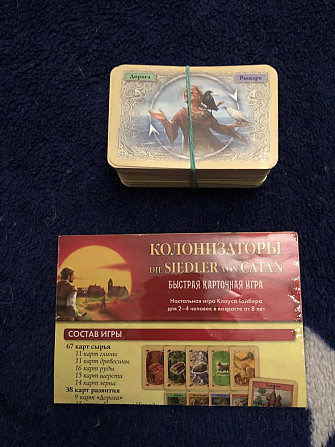 Дорога Рыцарь
КОЛОНИЗАТОРЫ
DIE SIEDLER VON CATAN
БЫСТРАЯ КАРТОЧНАЯ ИГРА
Настольная игра Клауса Тойбера
для 2-4 человек в возрасте от 8 лет
СОСТАВ ИГРЫ
67 карт сырья
11 карт глины
11 карт древесины
16 карт руды
15 карт шерсти
14 карт зерна
38 карт развития
9 карт «Дорога»